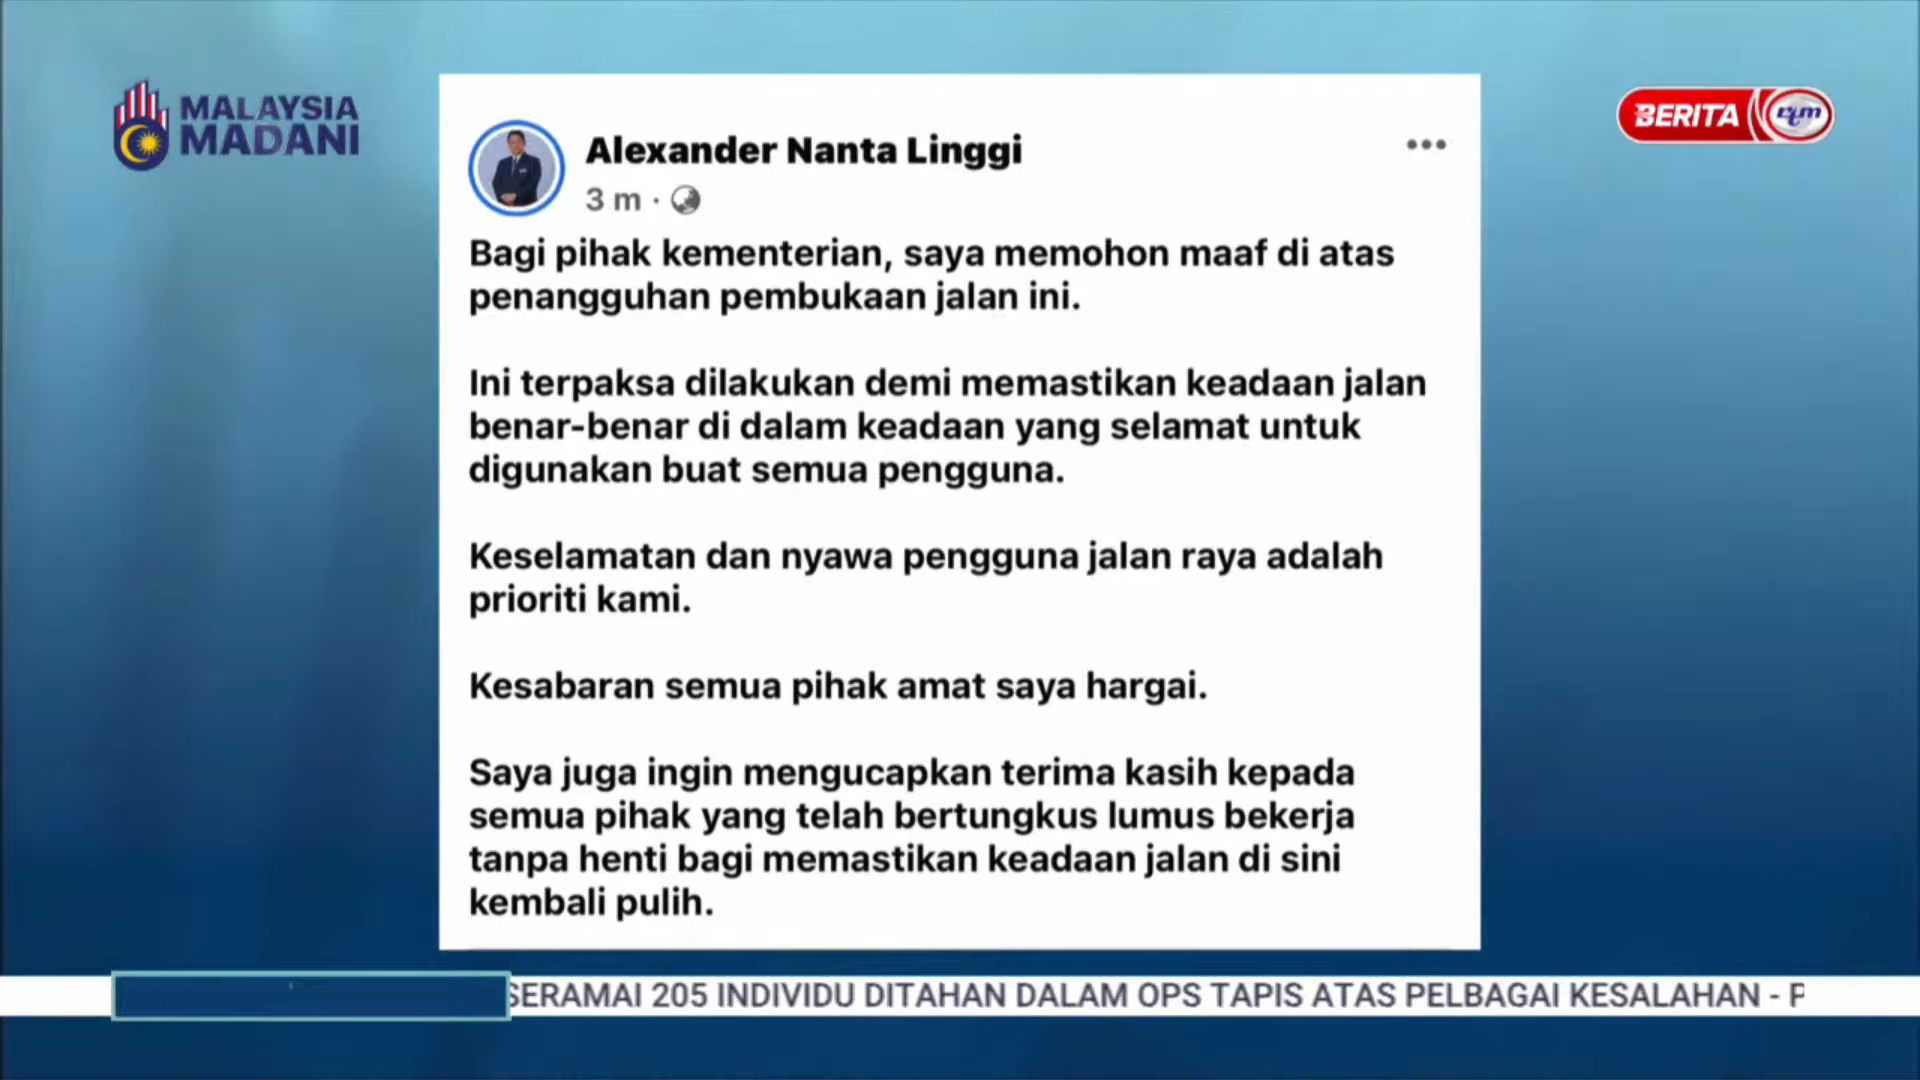 MALAYSIA
MADANI
BERITA rtm
Alexander Nanta Linggi
3 m ·
Bagi pihak kementerian, saya memohon maaf di atas
penangguhan pembukaan jalan ini.
Ini terpaksa dilakukan demi memastikan keadaan jalan
benar-benar di dalam keadaan yang selamat untuk
digunakan buat semua pengguna.
Keselamatan dan nyawa pengguna jalan raya adalah
prioriti kami.
Kesabaran semua pihak amat saya hargai.
Saya juga ingin mengucapkan terima kasih kepada
semua pihak yang telah bertungkus lumus bekerja
tanpa henti bagi memastikan keadaan jalan di sini
kembali pulih.
SERAMAI 205 INDIVIDU DITAHAN DALAM OPS TAPIS ATAS PELBAGAI KESALAHAN - P